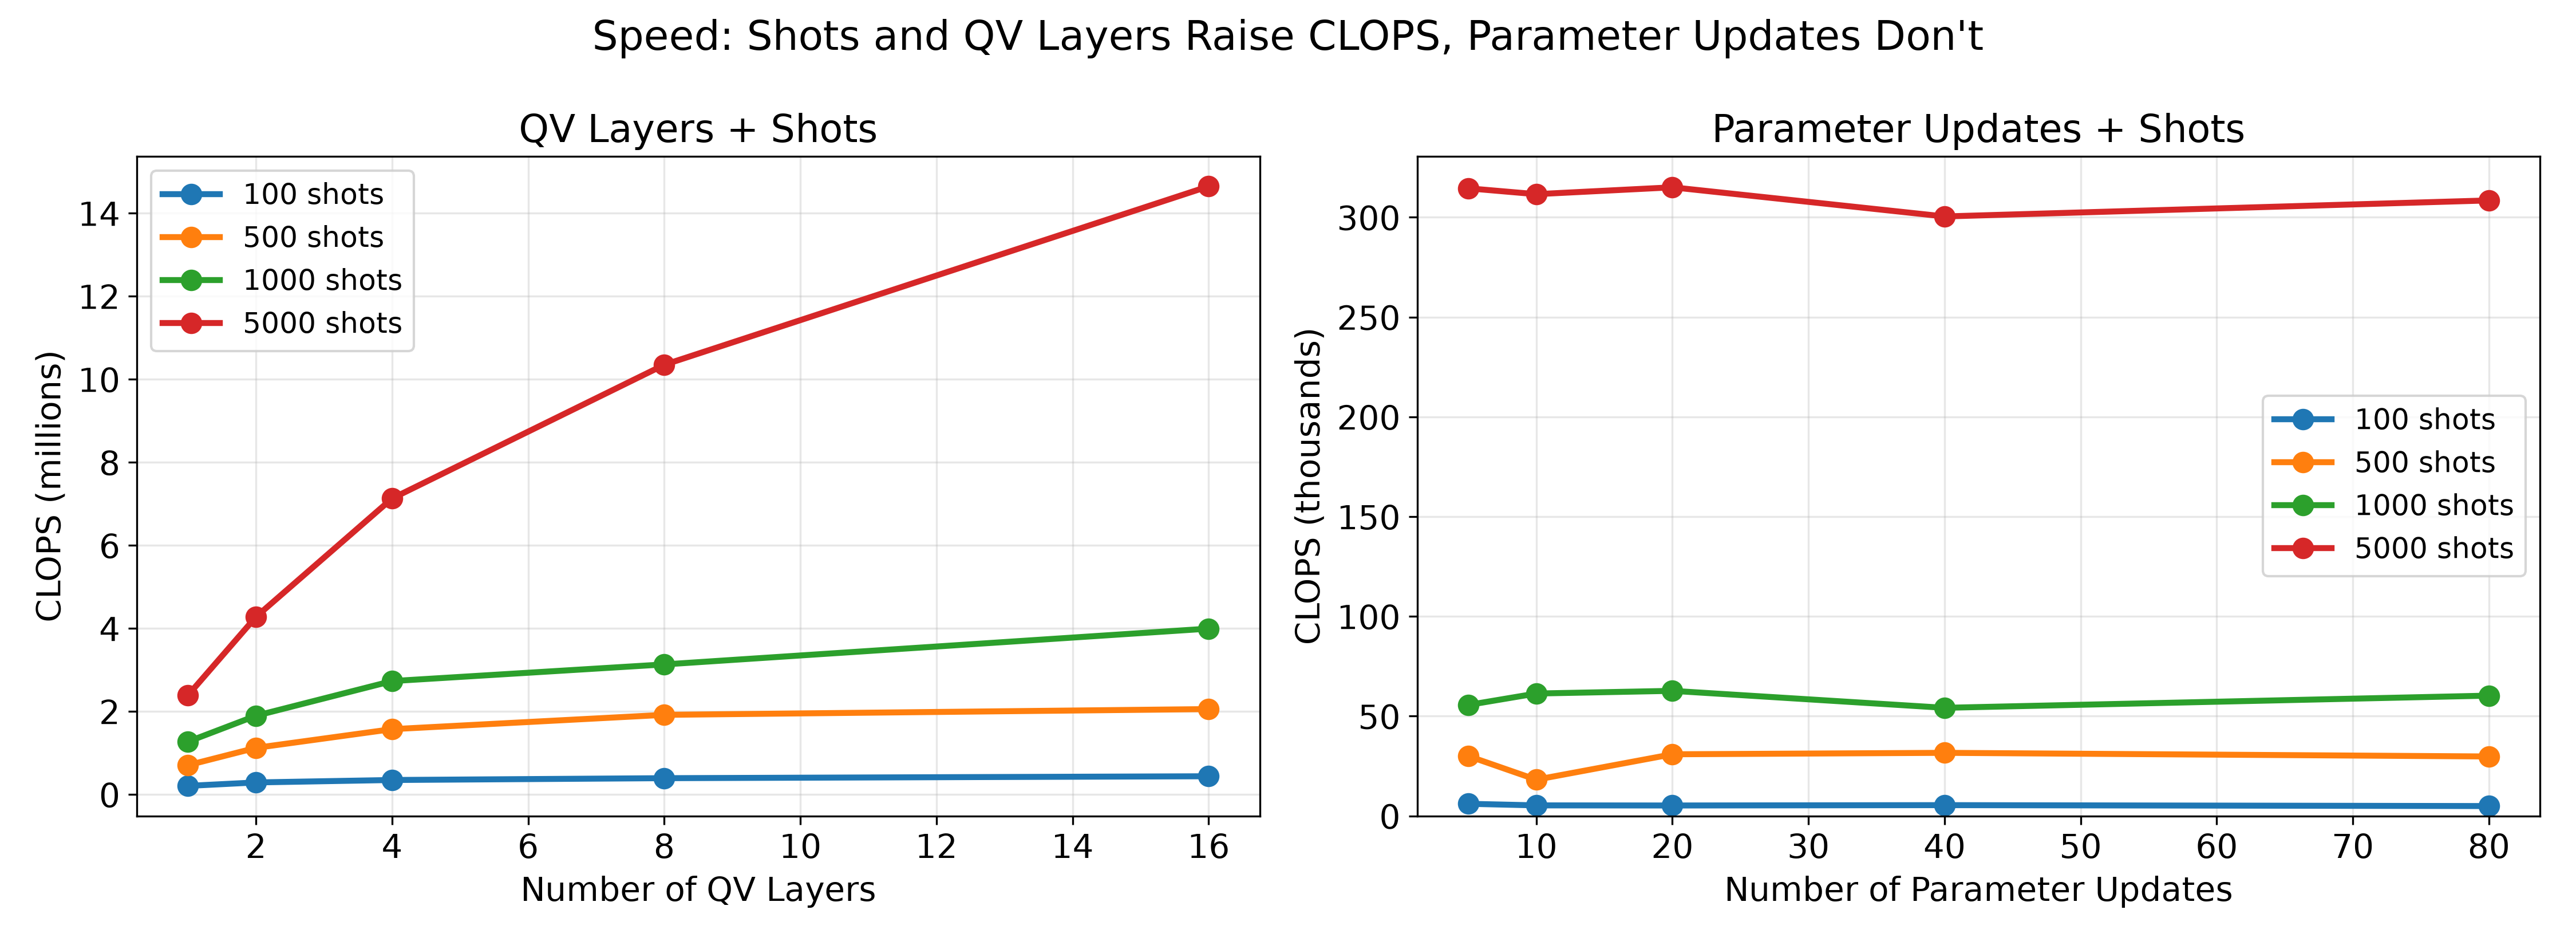 Speed: Shots and QV Layers Raise CLOPS, Parameter Updates Don't
QV Layers + Shots
CLOPS (millions)
14
12
10
8
6
4
2
0
100 shots
500 shots
1000 shots
5000 shots
2 4 6 8 10 12 14 16
Number of QV Layers
Parameter Updates + Shots
CLOPS (thousands)
300
250
200
150
100
50
0
100 shots
500 shots
1000 shots
5000 shots
10 20 30 40 50 60 70 80
Number of Parameter Updates